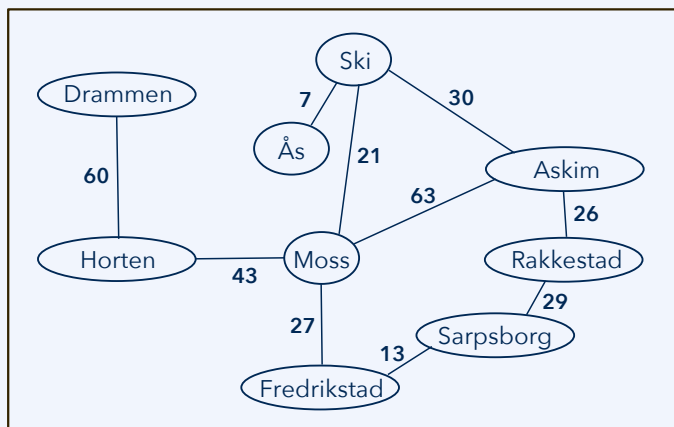 Ski
Drammen
7
30
Ås
21
Askim
60
63
26
Horten
43
Moss
Rakkestad
27
29
Sarpsborg
13
Fredrikstad